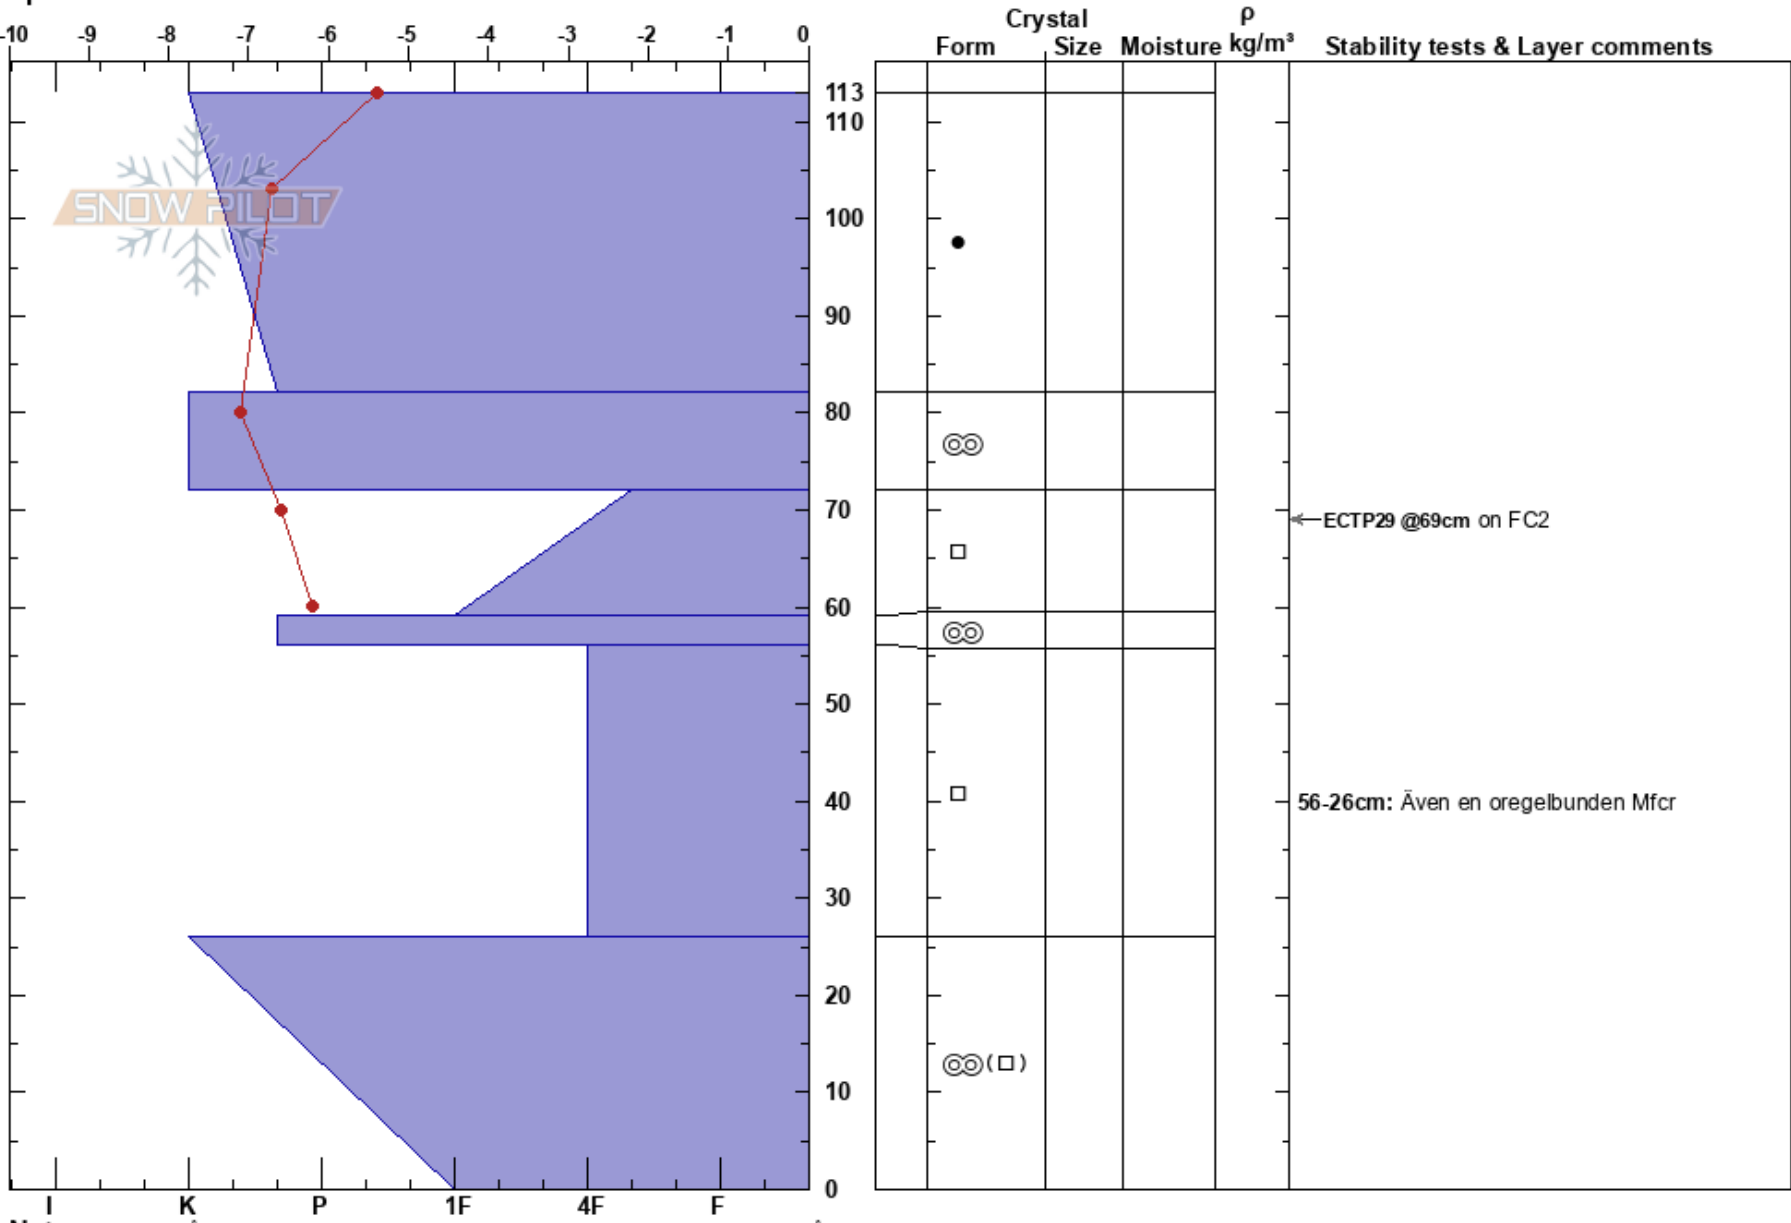 Crystal ρ
-10 -9 -8 -7 -6 -5 -4 -3 -2 -1 0
Form Size Moisture kg/m³ Stability tests & Layer comments
113
110
SNOW PILOT
100
90
80
70
ECTP29 @69cm on FC2
60
50
40
56-26cm: Även en oregelbunden Mfcr
30
20
( )
10
0
I K P 1F 4F F